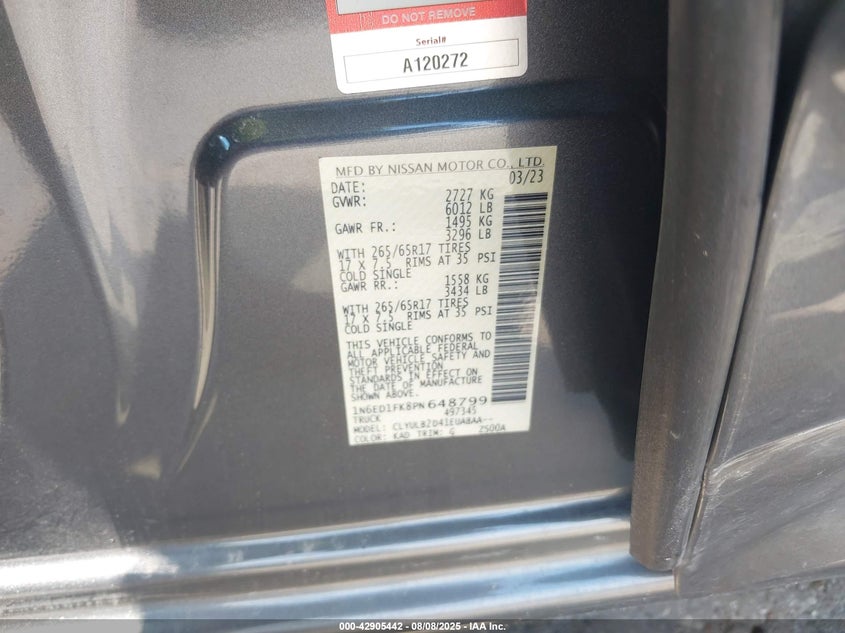 DO NOT REMOVE
Serial#
A120272
MFD BY NISSAN MOTOR CO., LTD.
DATE: 03/23
GVWR: 2727 KG
6012 LB
GAWR FR.: 1495 KG
3296 LB
WITH 265/65R17 TIRES
17 X 7.5 RIMS AT 35 PSI
COLD SINGLE
GAWR RR.: 1558 KG
3434 LB
WITH 265/65R17 TIRES
17 X 7.5 RIMS AT 35 PSI
COLD SINGLE
THIS VEHICLE CONFORMS TO
ALL APPLICABLE FEDERAL
MOTOR VEHICLE SAFETY AND
THEFT PREVENTION
STANDARDS IN EFFECT ON
THE DATE OF MANUFACTURE
SHOWN ABOVE.
1N6ED1FK8PN648799
TRUCK 497345
MODEL: CLYULB2D41EUA8AA--
COLOR: KAD TRIM: G 2500A
000-42905442 - 08/08/2025 - IAA Inc.